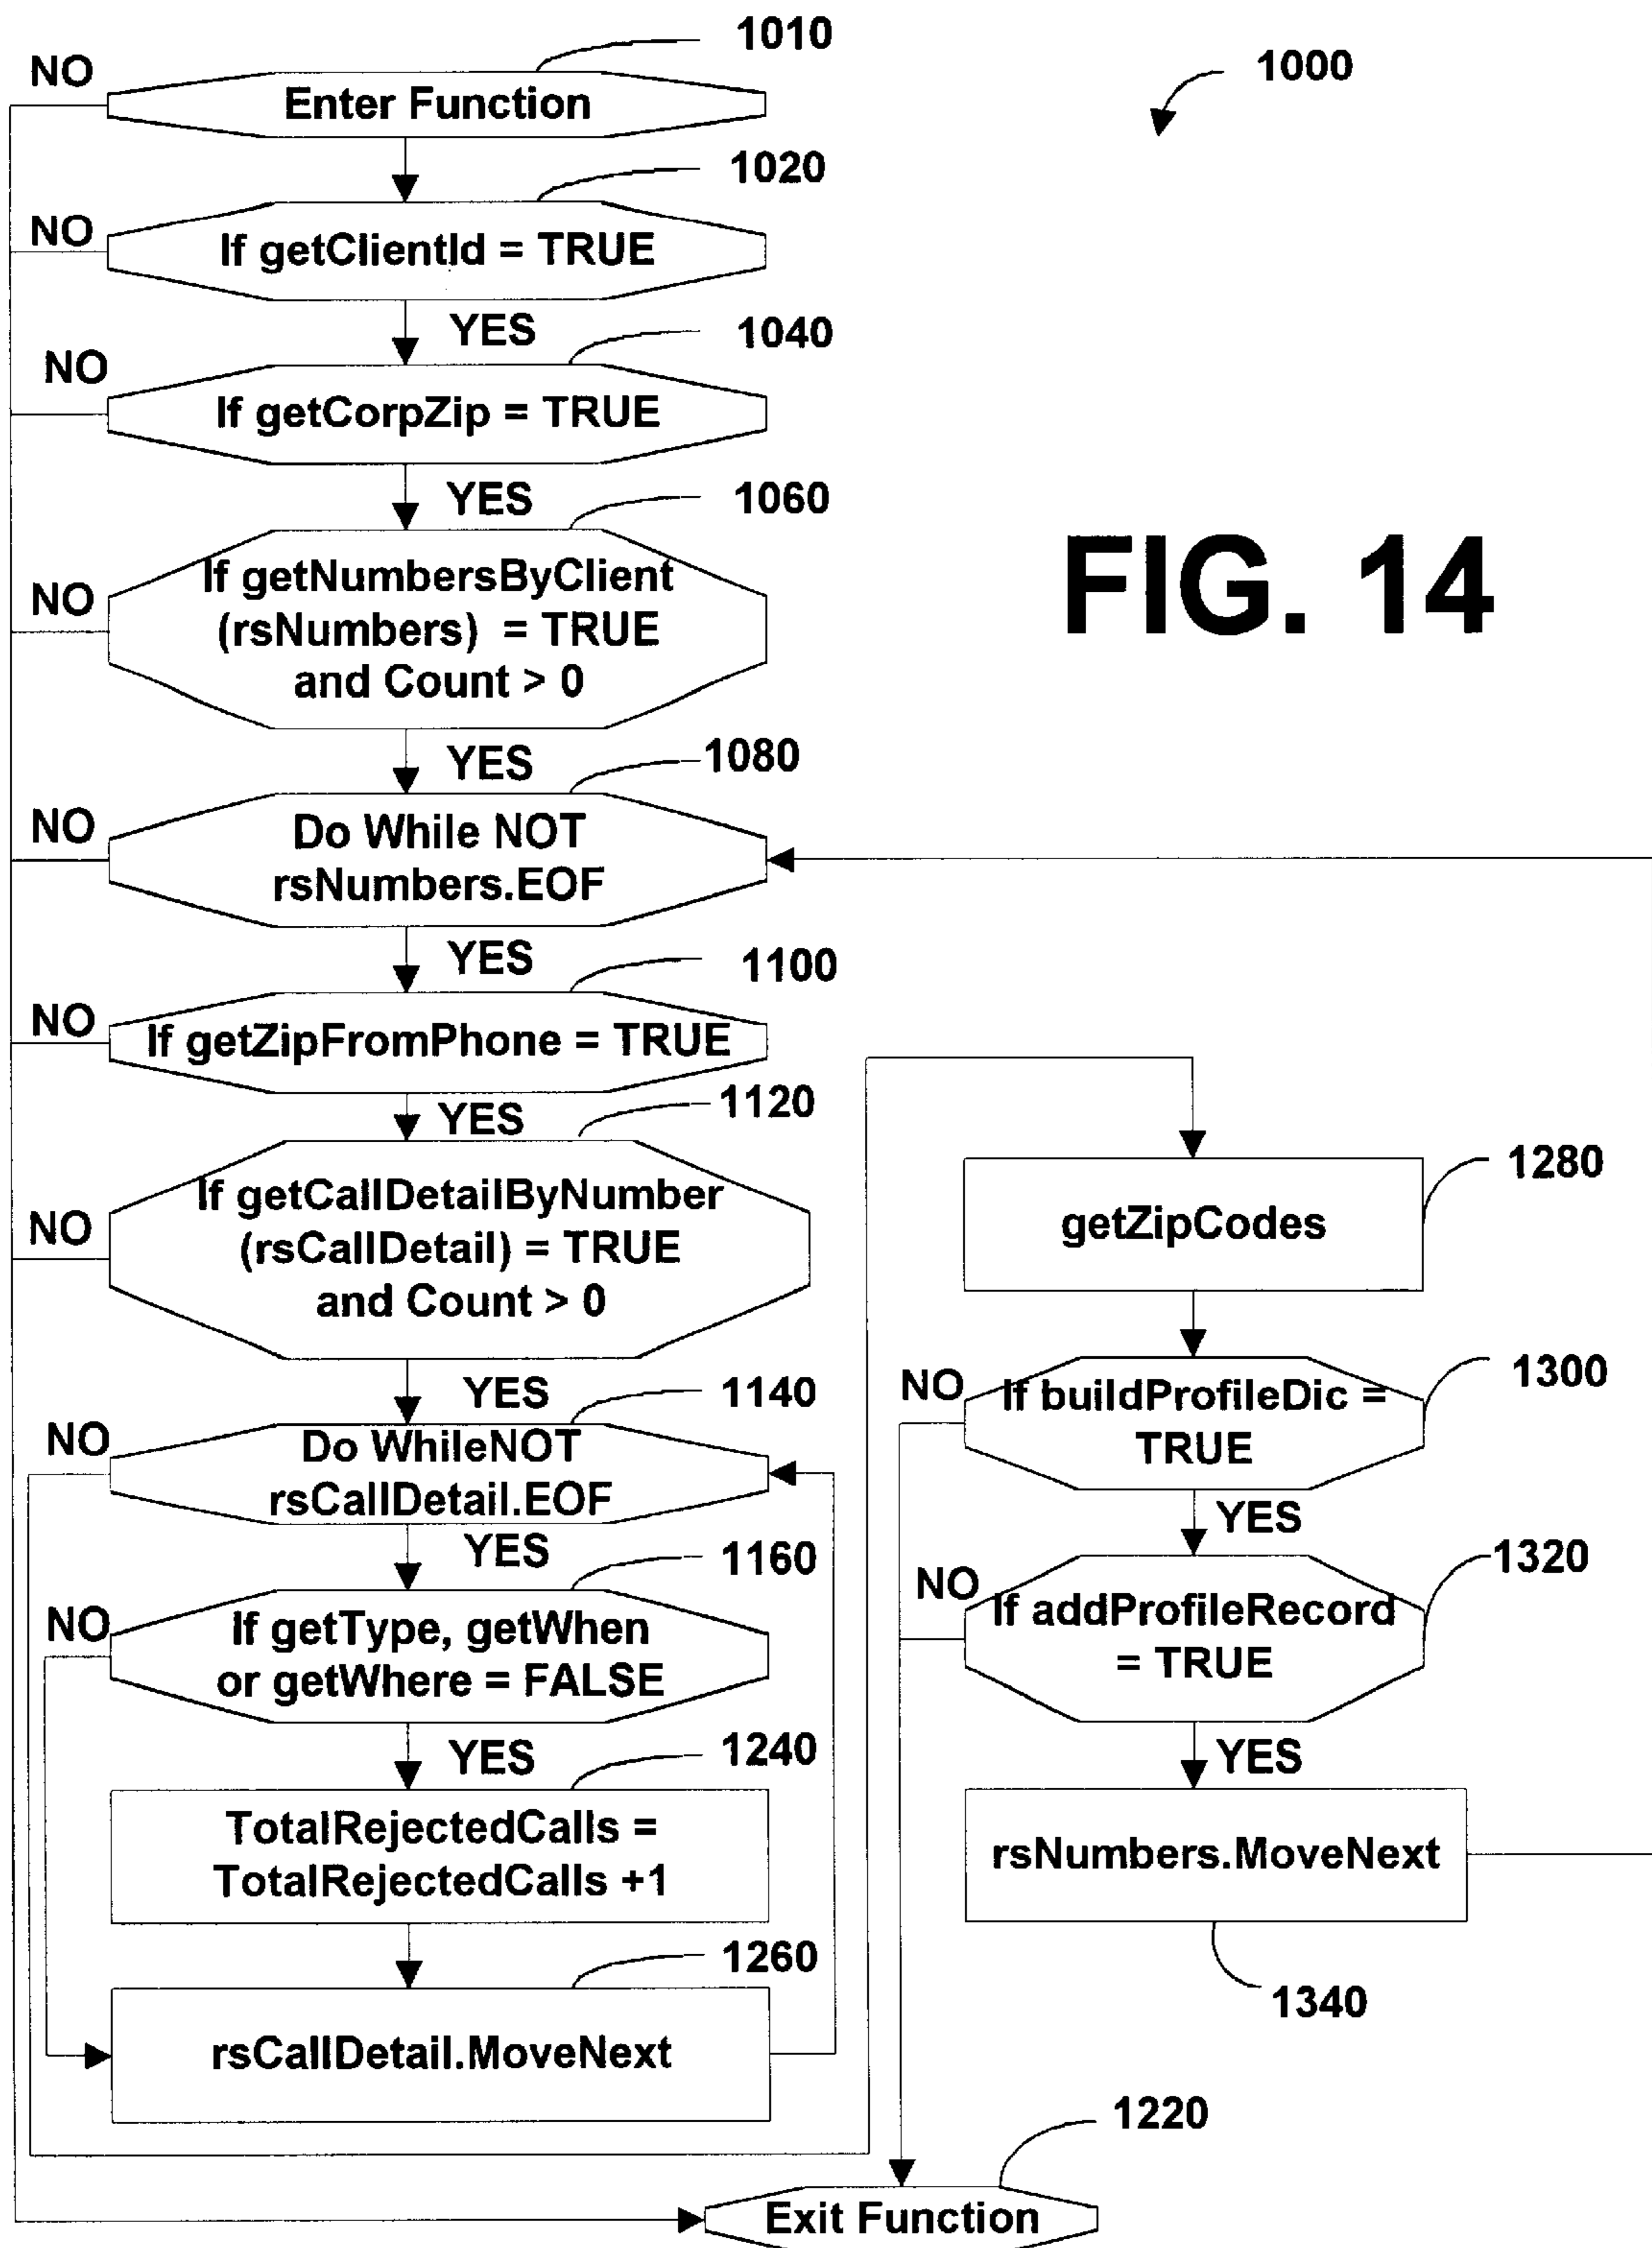 1010
NO
1000
Enter Function
1020
NO
If getClientId = TRUE
YES
1040
NO
If getCorpZip = TRUE
YES
1060
NO
If getNumbersByClient
(rsNumbers) = TRUE
and Count > 0
FIG. 14
YES
1080
NO
Do While NOT
rsNumbers.EOF
YES
1100
NO
If getZipFromPhone = TRUE
YES
1120
NO
If getCallDetailByNumber
(rsCallDetail) = TRUE
and Count > 0
YES
1140
NO
Do WhileNOT
rsCallDetail.EOF
YES
1160
NO
If getType, getWhen
or getWhere = FALSE
YES
1240
TotalRejectedCalls =
TotalRejectedCalls +1
1260
rsCallDetail.MoveNext
1280
getZipCodes
1300
NO
If buildProfileDic =
TRUE
YES
1320
NO
If addProfileRecord
= TRUE
YES
rsNumbers.MoveNext
1340
1220
Exit Function